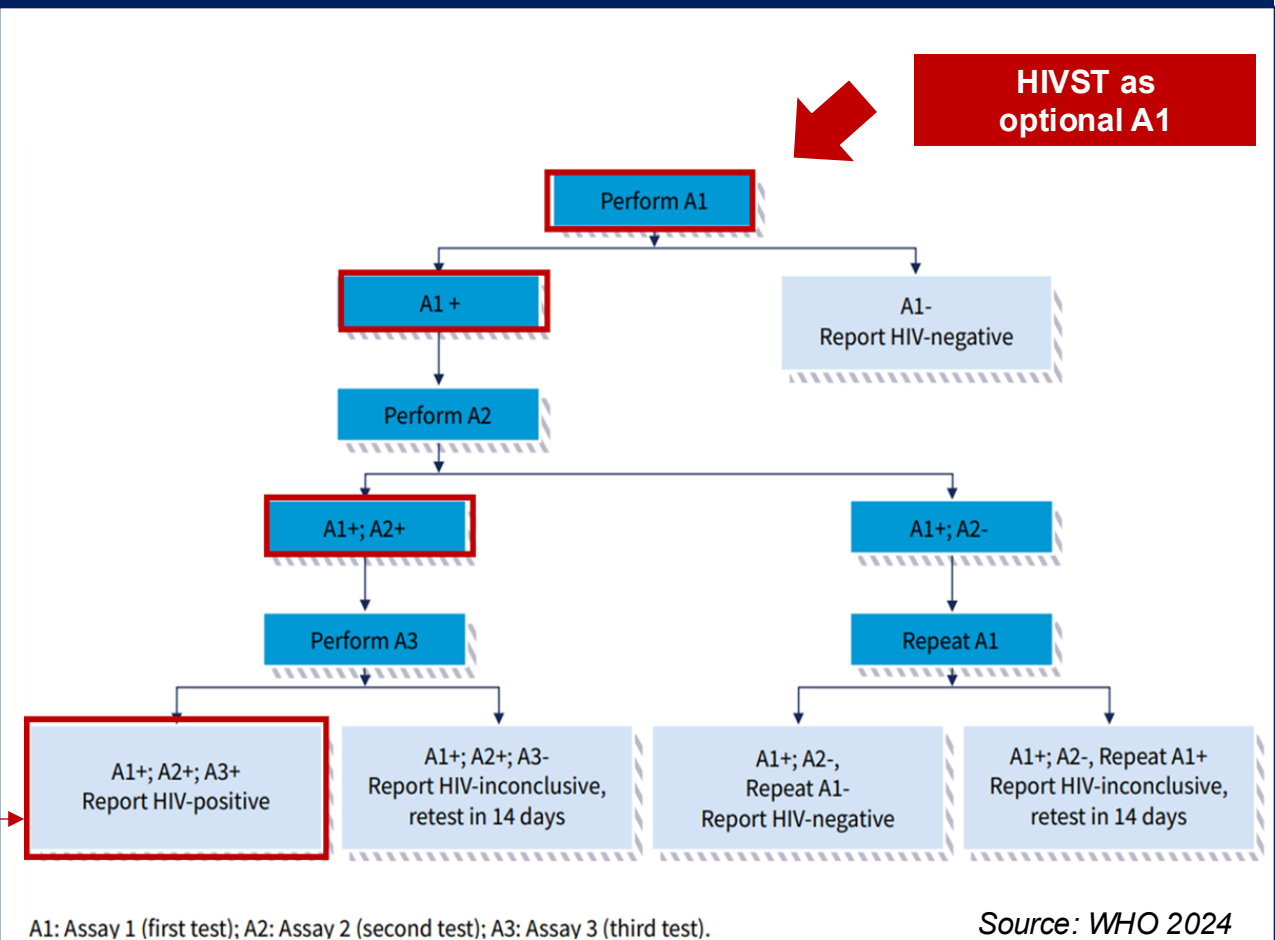 HIVST as
optional A1
Perform A1
A1 +
A1-
Report HIV-negative
Perform A2
A1+; A2+
A1+; A2-
Perform A3
Repeat A1
A1+; A2+; A3+
Report HIV-positive
A1+; A2+; A3-
Report HIV-inconclusive,
retest in 14 days
A1+; A2-,
Repeat A1-
Report HIV-negative
A1+; A2-, Repeat A1+
Report HIV-inconclusive,
retest in 14 days
A1: Assay 1 (first test); A2: Assay 2 (second test); A3: Assay 3 (third test).
Source: WHO 2024